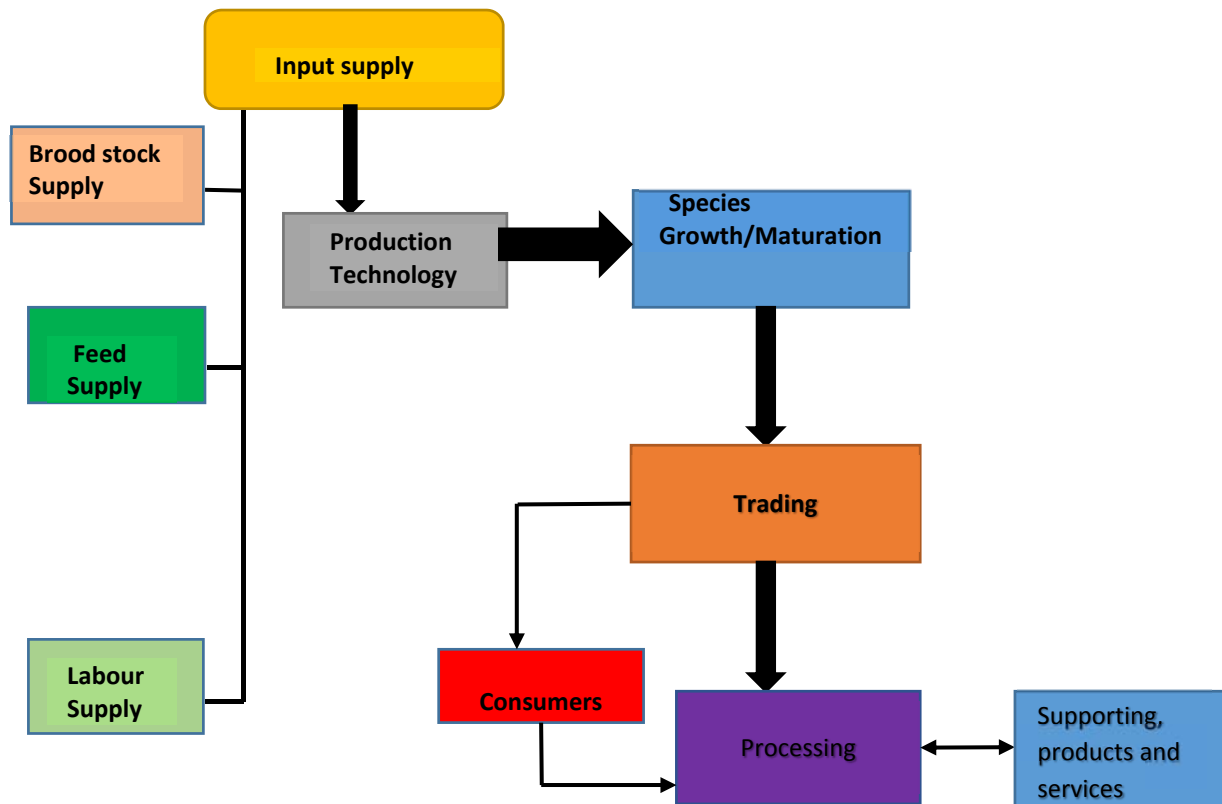 Input supply
Brood stock
Supply
Production
Technology
Species
Growth/Maturation
Feed
Supply
Trading
Labour
Supply
Consumers
Processing
Supporting,
products and
services